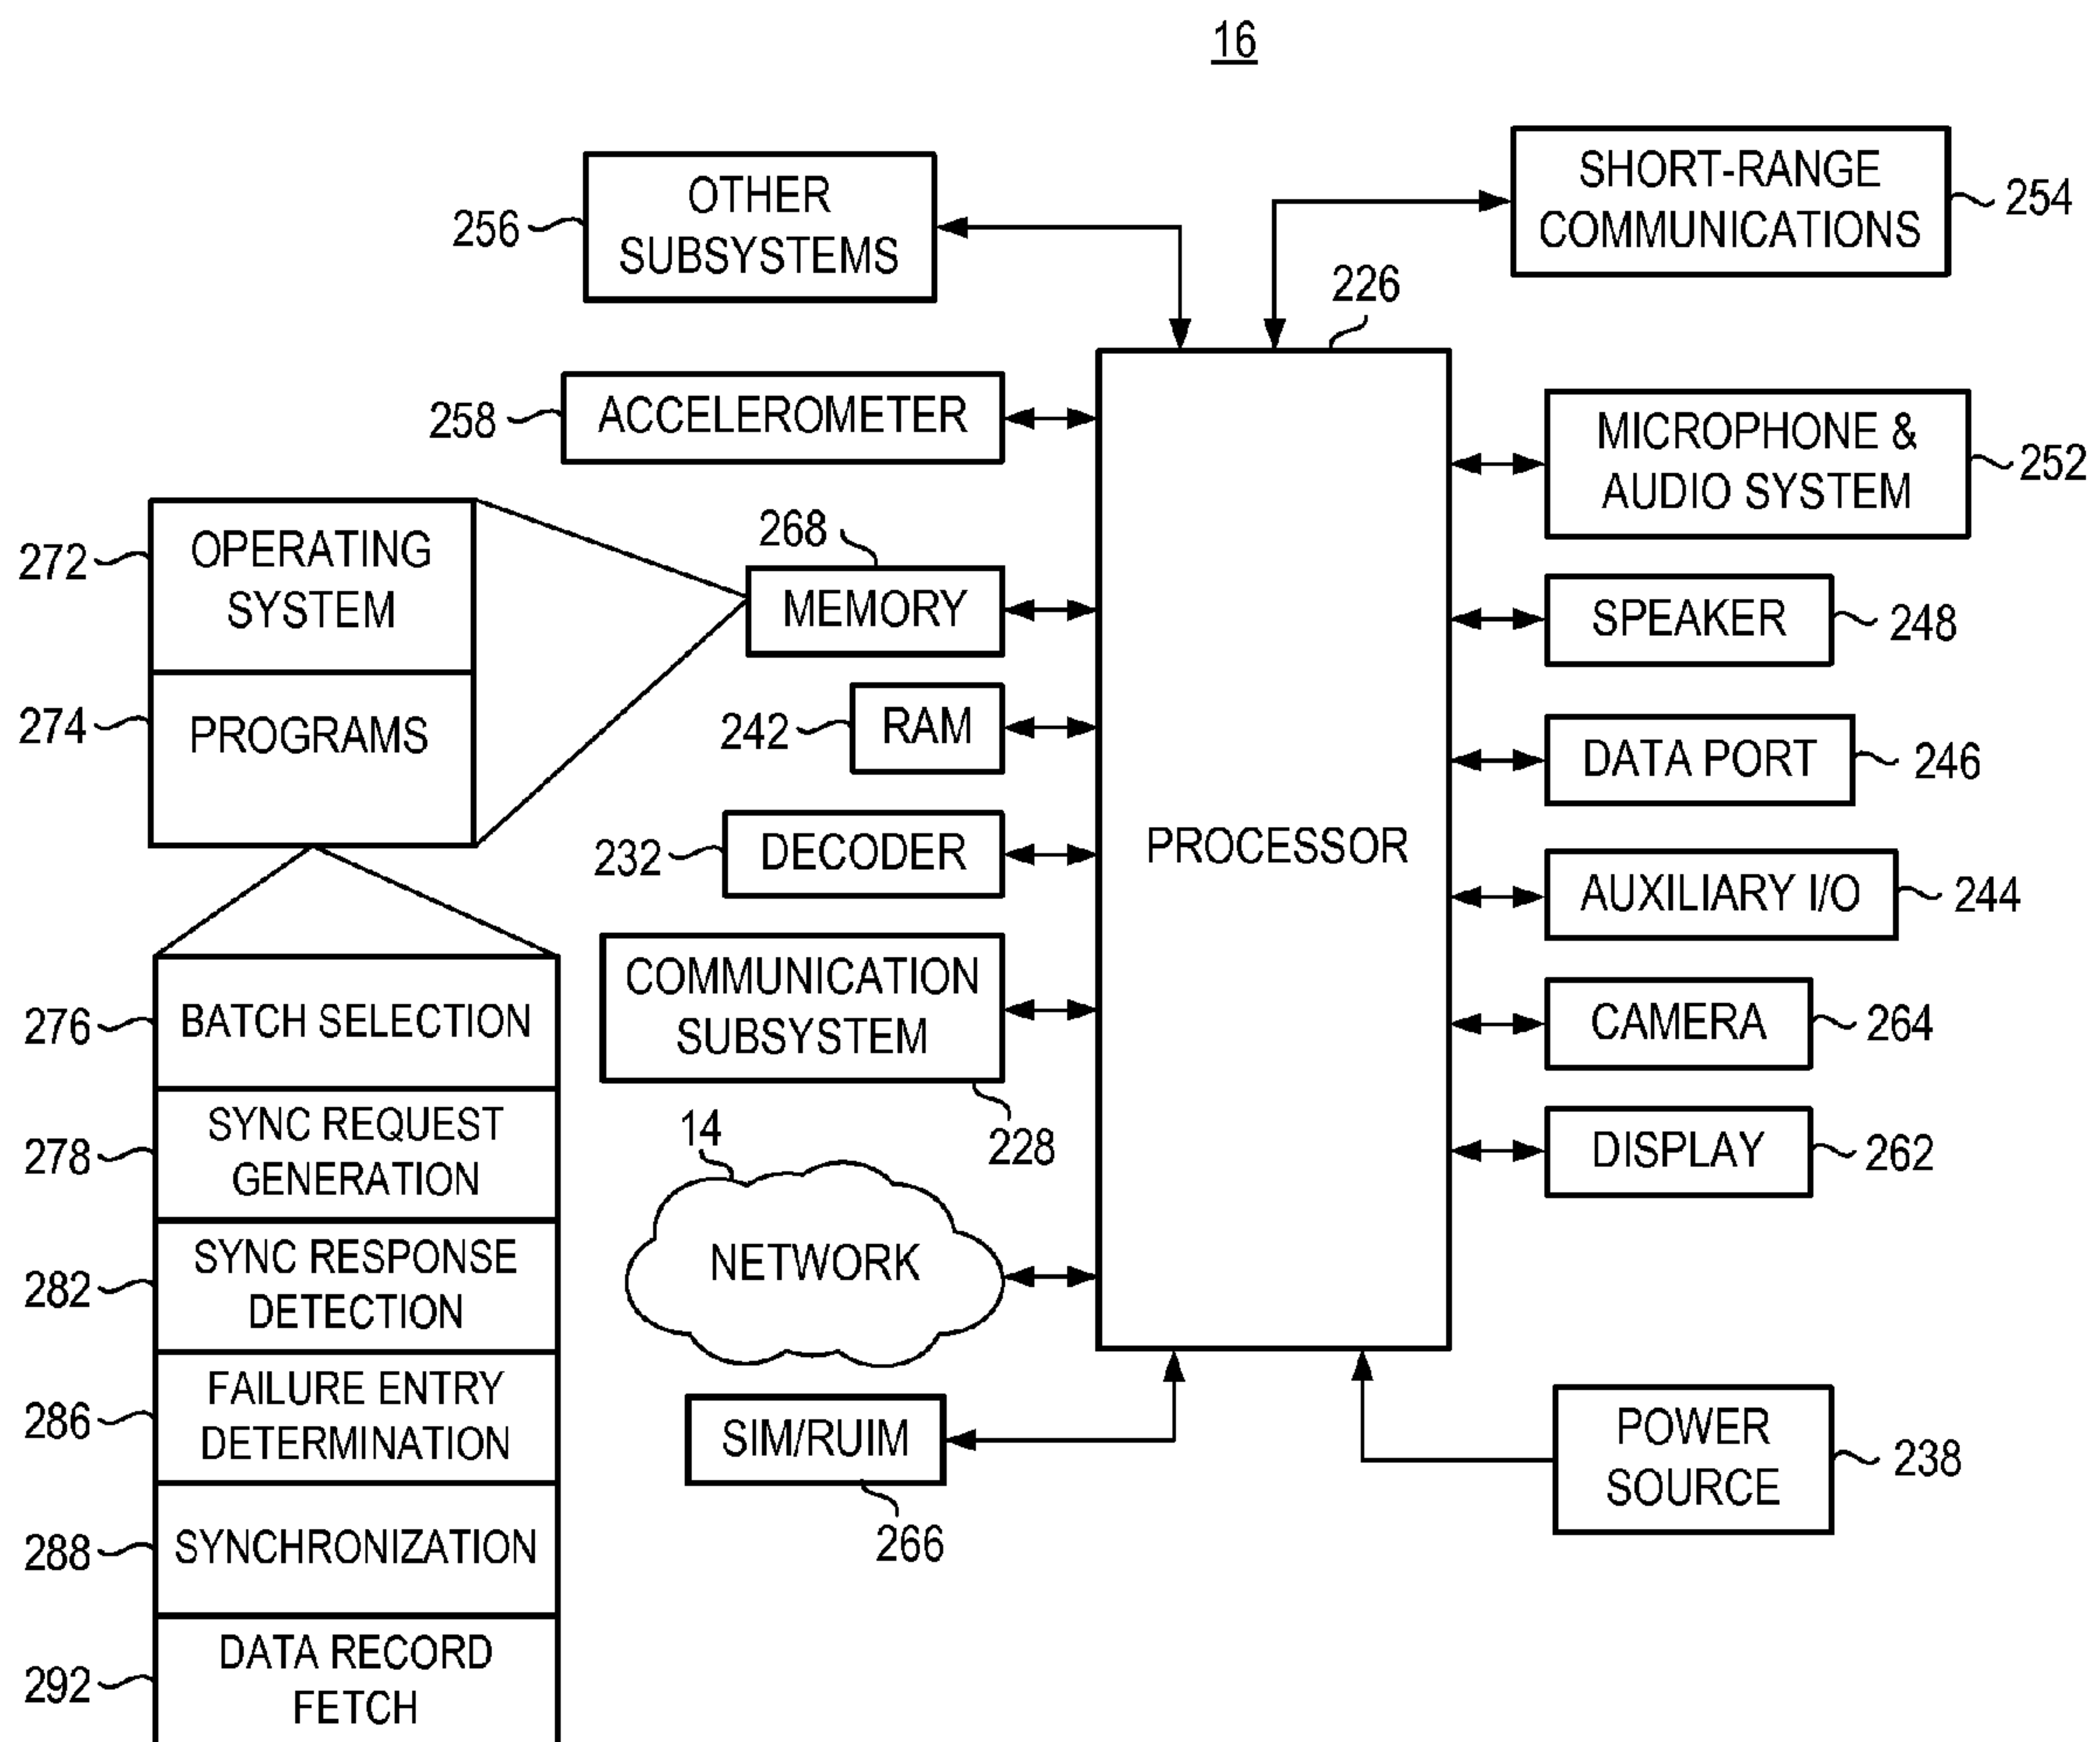 16
OTHER
SUBSYSTEMS
256
SHORT-RANGE
COMMUNICATIONS
254
226
ACCELEROMETER
258
MICROPHONE &
AUDIO SYSTEM
252
OPERATING
SYSTEM
272
268
MEMORY
SPEAKER
248
PROGRAMS
274
242
RAM
DATA PORT
246
232
DECODER
PROCESSOR
AUXILIARY I/O
244
COMMUNICATION
SUBSYSTEM
228
CAMERA
264
276
BATCH SELECTION
278
SYNC REQUEST
GENERATION
14
NETWORK
DISPLAY
262
282
SYNC RESPONSE
DETECTION
286
FAILURE ENTRY
DETERMINATION
SIM/RUIM
266
POWER
SOURCE
238
288
SYNCHRONIZATION
292
DATA RECORD
FETCH